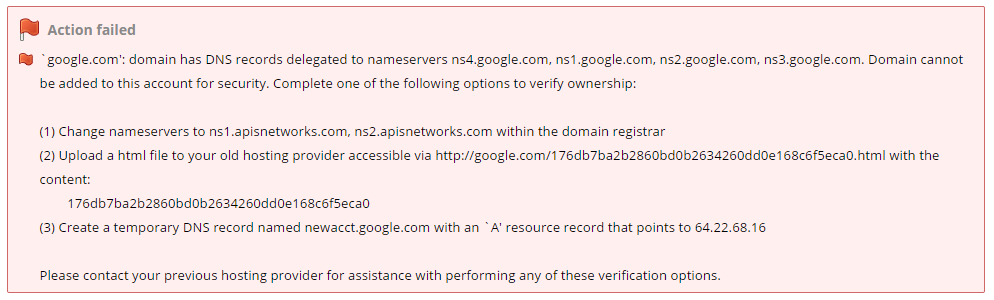 Action failed
`google.com': domain has DNS records delegated to nameservers ns4.google.com, ns1.google.com, ns2.google.com, ns3.google.com. Domain cannot
be added to this account for security. Complete one of the following options to verify ownership:
(1) Change nameservers to ns1.apisnetworks.com, ns2.apisnetworks.com within the domain registrar
(2) Upload a html file to your old hosting provider accessible via http://google.com/176db7ba2b2860bd0b2634260dd0e168c6f5eca0.html with the
content:
176db7ba2b2860bd0b2634260dd0e168c6f5eca0
(3) Create a temporary DNS record named newacct.google.com with an `A' resource record that points to 64.22.68.16
Please contact your previous hosting provider for assistance with performing any of these verification options.